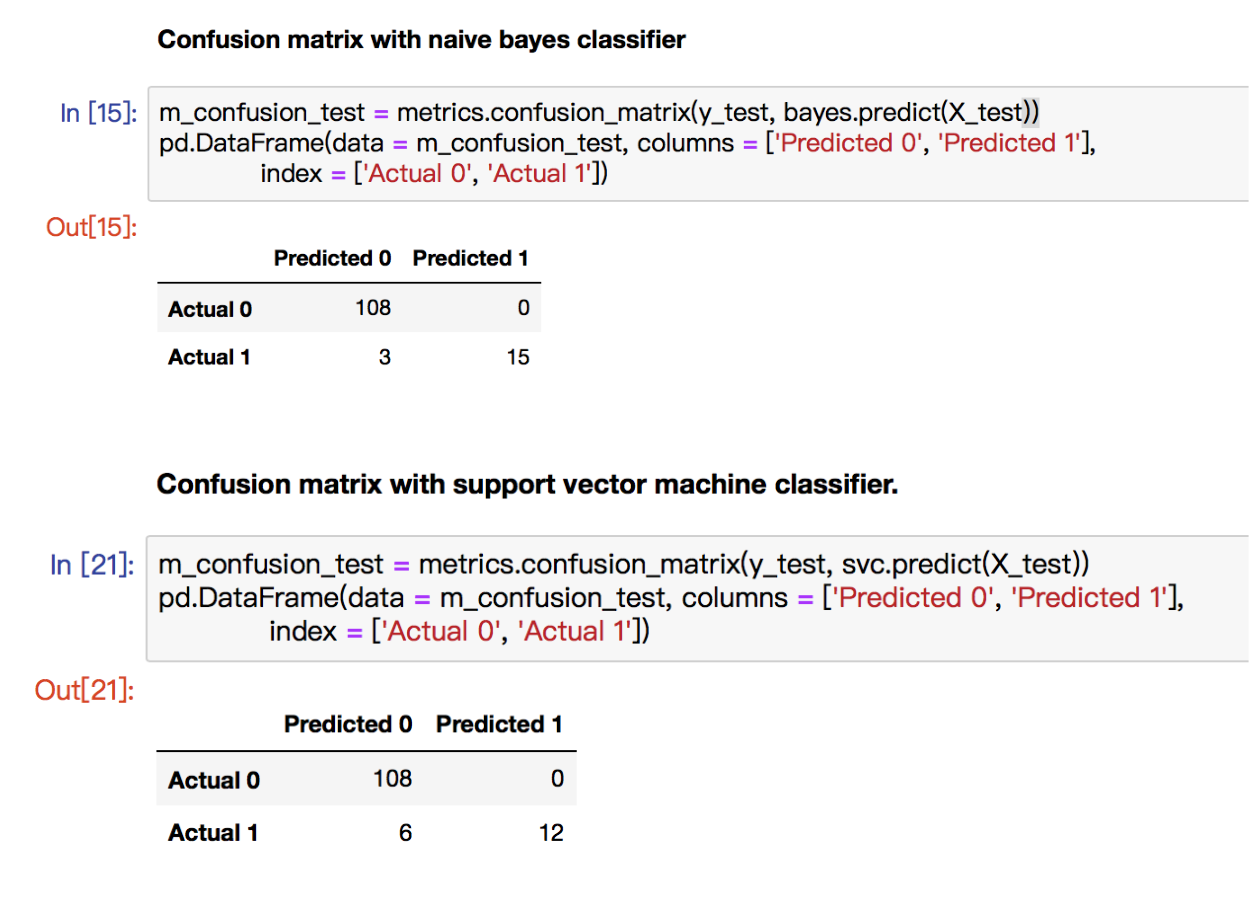 Confusion matrix with naive bayes classifier
In [15]: m_confusion_test = metrics.confusion_matrix(y_test, bayes.predict(X_test))
pd.DataFrame(data = m_confusion_test, columns = ['Predicted 0', 'Predicted 1'],
index = ['Actual 0', 'Actual 1'])
Out[15]:
Predicted 0 Predicted 1
Actual 0 108 0
Actual 1 3 15
Confusion matrix with support vector machine classifier.
In [21]: m_confusion_test = metrics.confusion_matrix(y_test, svc.predict(X_test))
pd.DataFrame(data = m_confusion_test, columns = ['Predicted 0', 'Predicted 1'],
index = ['Actual 0', 'Actual 1'])
Out[21]:
Predicted 0 Predicted 1
Actual 0 108 0
Actual 1 6 12